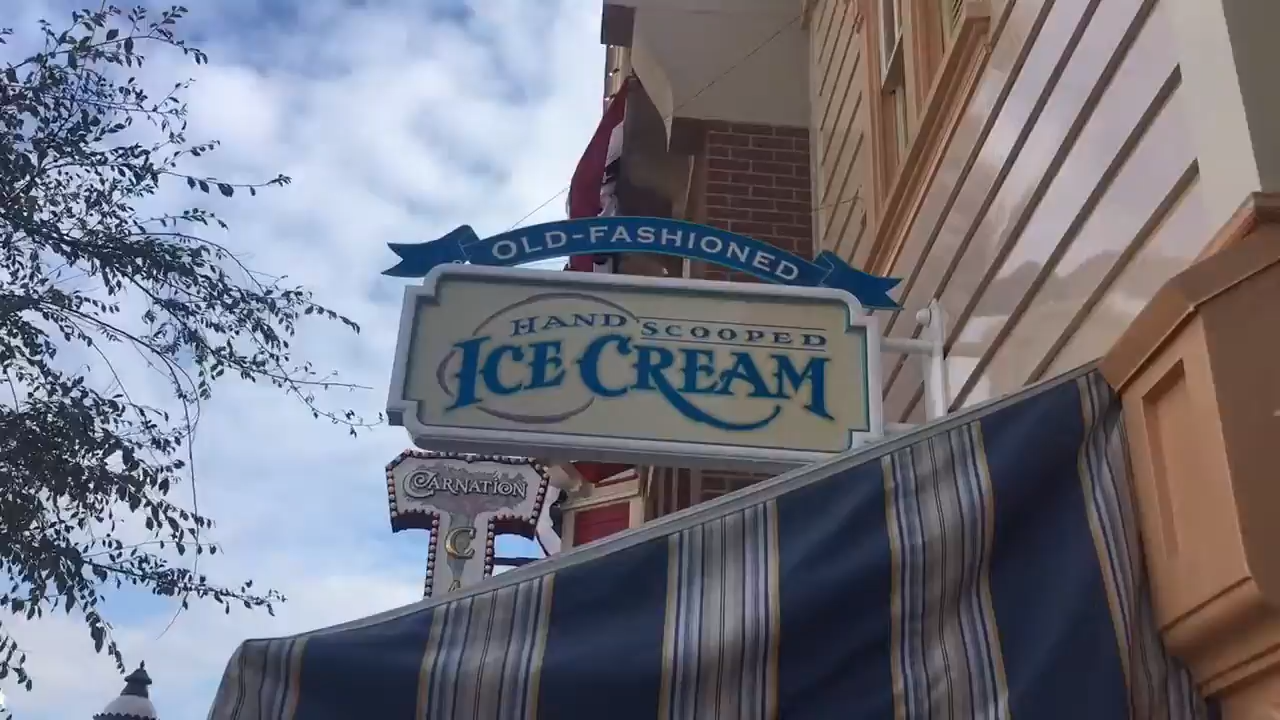 OLD-FASHIONED
HAND SCOOPED
ICE CREAM
CARNATION
C